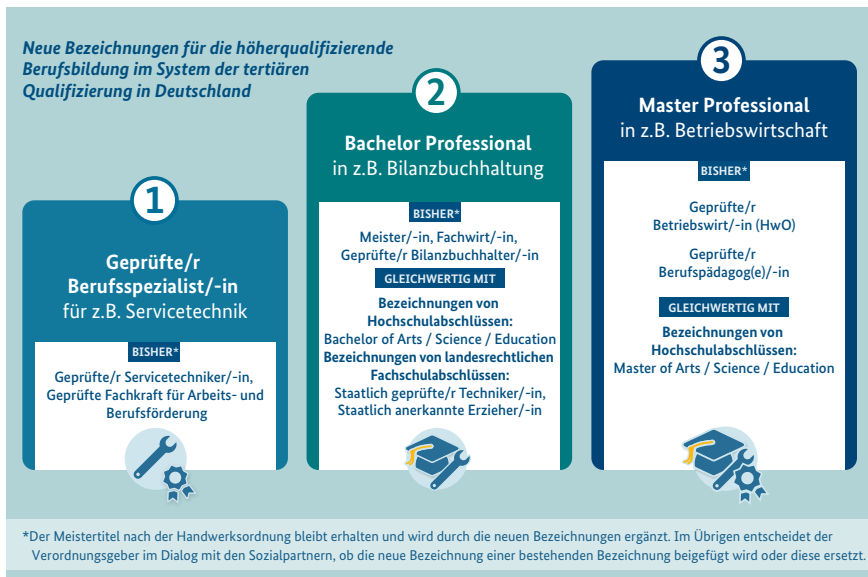 Neue Bezeichnungen für die höherqualifizierende
Berufsbildung im System der tertiären
Qualifizierung in Deutschland
1
Geprüfte/r
Berufsspezialist/-in
für z.B. Servicetechnik
BISHER*
Geprüfte/r Servicetechniker/-in,
Geprüfte Fachkraft für Arbeits- und
Berufsförderung
2
Bachelor Professional
in z.B. Bilanzbuchhaltung
BISHER*
Meister/-in, Fachwirt/-in,
Geprüfte/r Bilanzbuchhalter/-in
GLEICHWERTIG MIT
Bezeichnungen von
Hochschulabschlüssen:
Bachelor of Arts / Science / Education
Bezeichnungen von landesrechtlichen
Fachschulabschlüssen:
Staatlich geprüfte/r Techniker/-in,
Staatlich anerkannte Erzieher/-in
3
Master Professional
in z.B. Betriebswirtschaft
BISHER*
Geprüfte/r
Betriebswirt/-in (HwO)
Geprüfte/r
Berufspädagog(e)/-in
GLEICHWERTIG MIT
Bezeichnungen von
Hochschulabschlüssen:
Master of Arts / Science / Education
*Der Meistertitel nach der Handwerksordnung bleibt erhalten und wird durch die neuen Bezeichnungen ergänzt. Im Übrigen entscheidet der
Verordnungsgeber im Dialog mit den Sozialpartnern, ob die neue Bezeichnung einer bestehenden Bezeichnung beigefügt wird oder diese ersetzt.